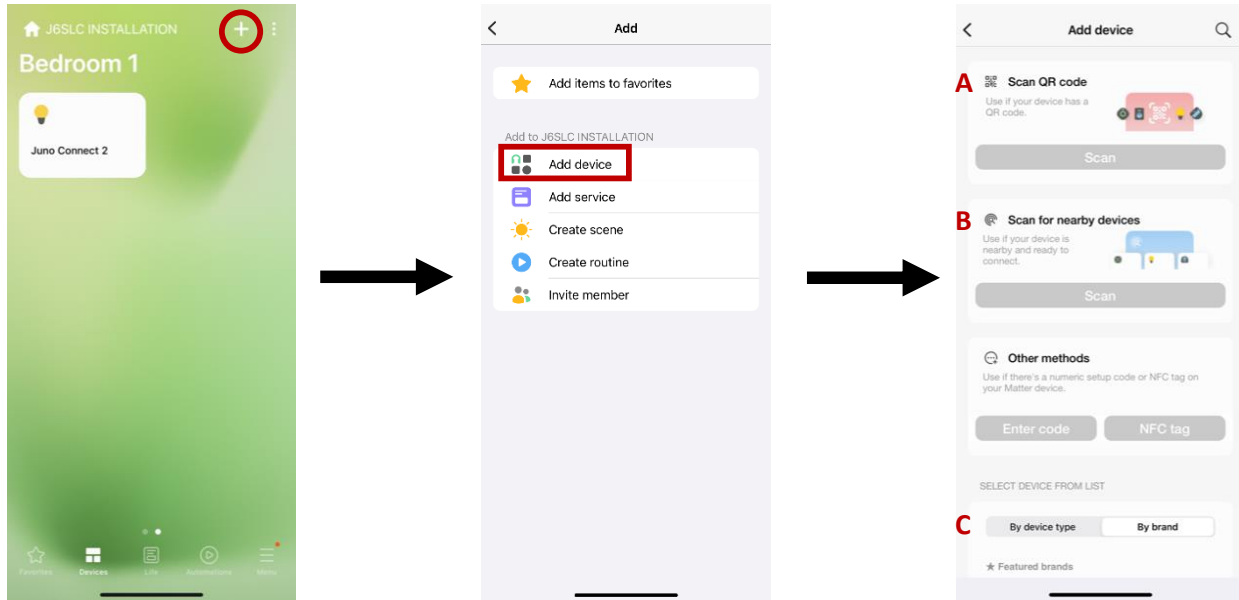 J6SLC INSTALLATION
Bedroom 1
Juno Connect 2
Favorites
Devices
Life
Automations
Menu
Add
Add items to favorites
Add to J6SLC INSTALLATION
Add device
Add service
Create scene
Create routine
Invite member
Add device
A
Scan QR code
Use if your device has a
QR code.
Scan
B
Scan for nearby devices
Use if your device is
nearby and ready to
connect.
Scan
Other methods
Use if there's a numeric setup code or NFC tag on
your Matter device.
Enter code
NFC tag
SELECT DEVICE FROM LIST
C
By device type
By brand
★ Featured brands